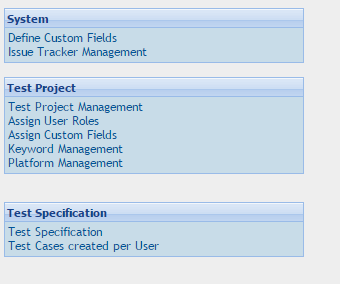 System
Define Custom Fields
Issue Tracker Management
Test Project
Test Project Management
Assign User Roles
Assign Custom Fields
Keyword Management
Platform Management
Test Specification
Test Specification
Test Cases created per User